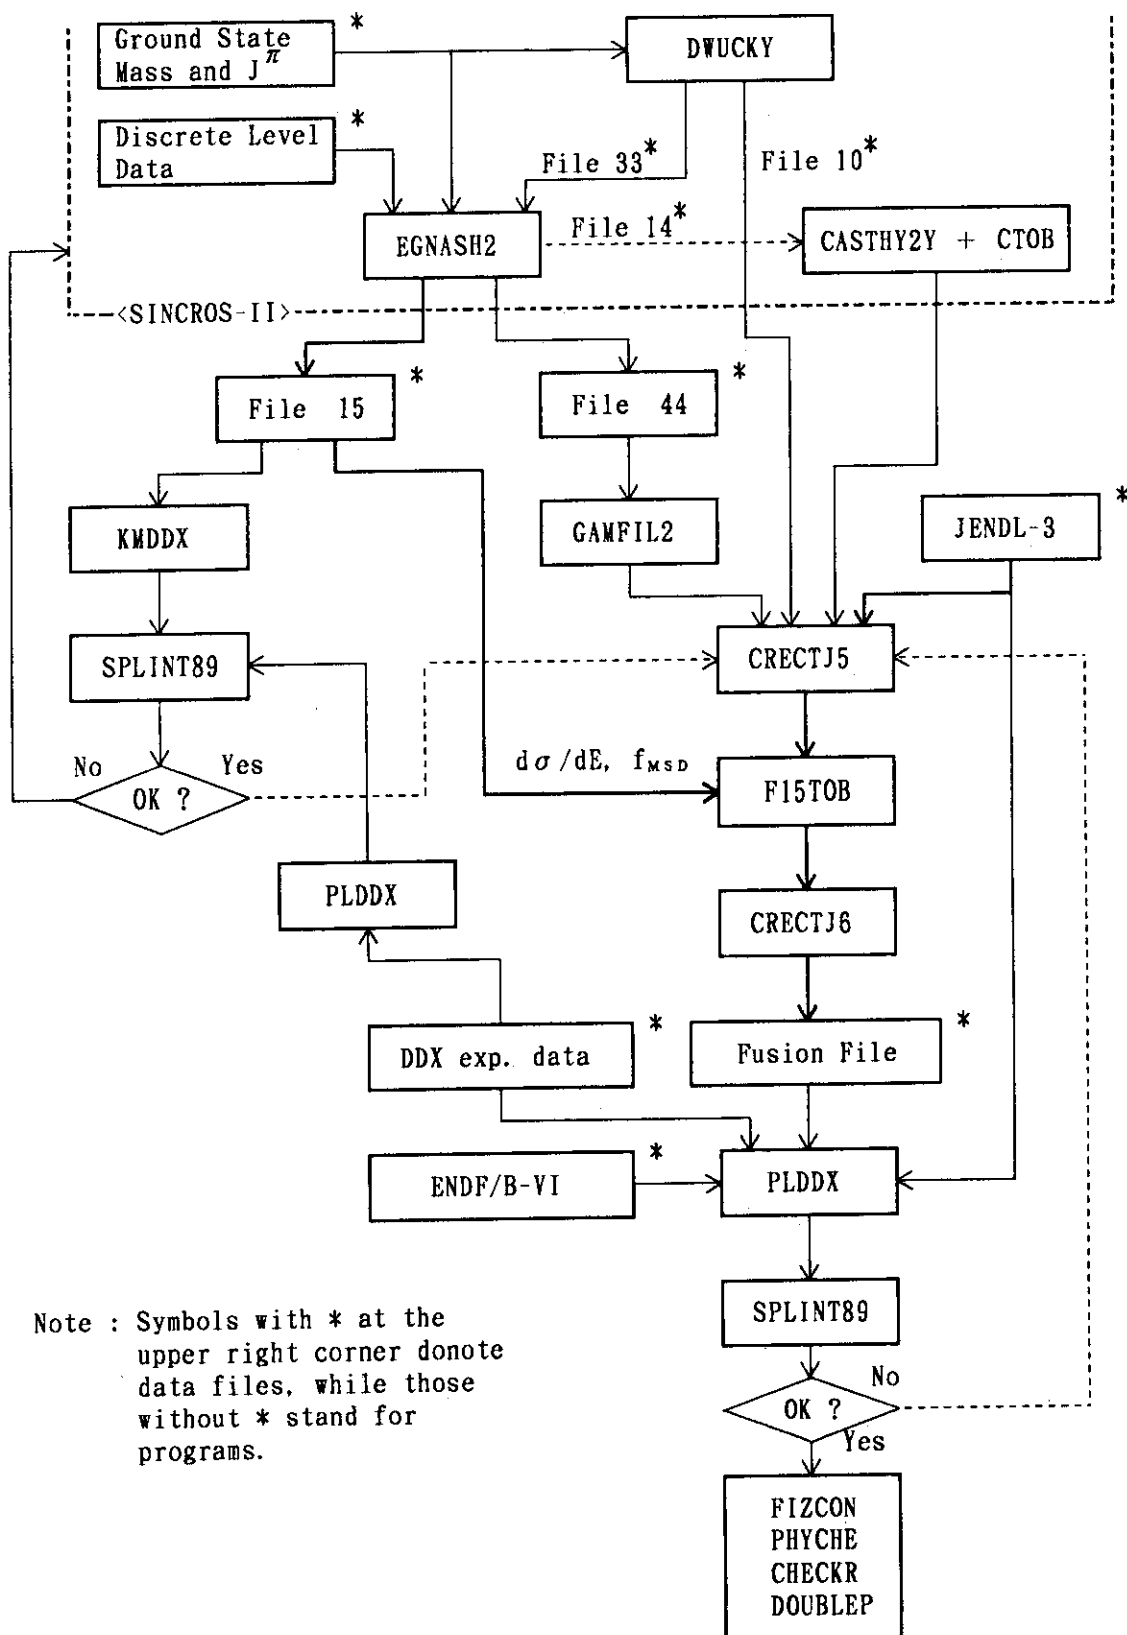 *
Ground State
Mass and J^π
DWUCKY
*
Discrete Level
Data
File 33*
File 10*
EGNASH2
File 14*
CASTHY2Y + CTOB
<SINCROS-II>
*
File 15
*
File 44
KMDDX
GAMFIL2
*
JENDL-3
SPLINT89
CRECTJ5
No
Yes
OK ?
dσ/dE, fMSD
F15TOB
PLDDX
CRECTJ6
*
DDX exp. data
*
Fusion File
*
ENDF/B-VI
PLDDX
SPLINT89
Note : Symbols with * at the
upper right corner donote
data files, while those
without * stand for
programs.
No
OK ?
Yes
FIZCON
PHYCHE
CHECKR
DOUBLEP